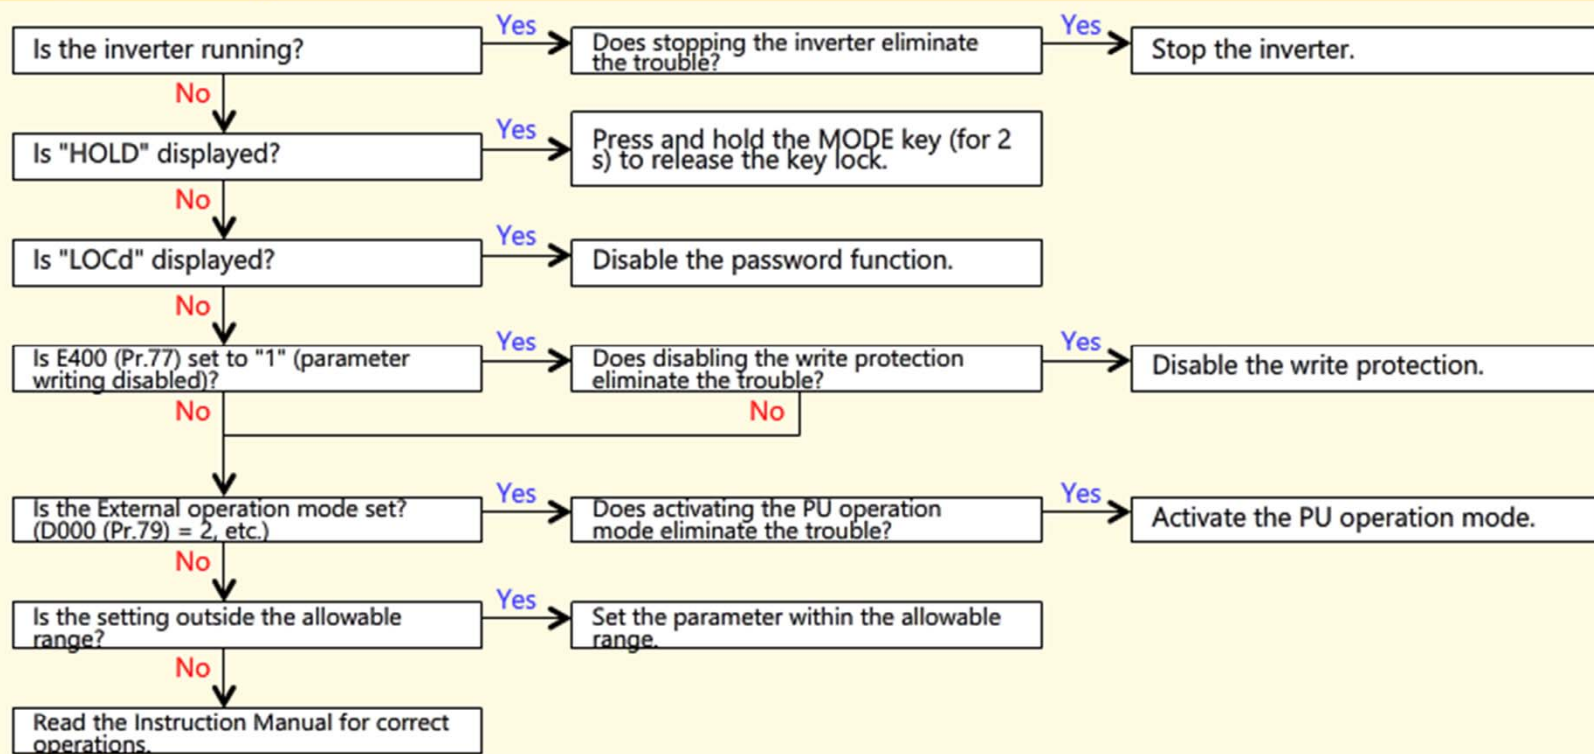 Is the inverter running?
Yes
Does stopping the inverter eliminate
the trouble?
Yes
Stop the inverter.
No
Is "HOLD" displayed?
Yes
Press and hold the MODE key (for 2
s) to release the key lock.
No
Is "LOCd" displayed?
Yes
Disable the password function.
No
Is E400 (Pr.77) set to "1" (parameter
writing disabled)?
Yes
Does disabling the write protection
eliminate the trouble?
Yes
Disable the write protection.
No
No
Is the External operation mode set?
(D000 (Pr.79) = 2, etc.)
Yes
Does activating the PU operation
mode eliminate the trouble?
Yes
Activate the PU operation mode.
No
Is the setting outside the allowable
range?
Yes
Set the parameter within the allowable
range.
No
Read the Instruction Manual for correct
operations.